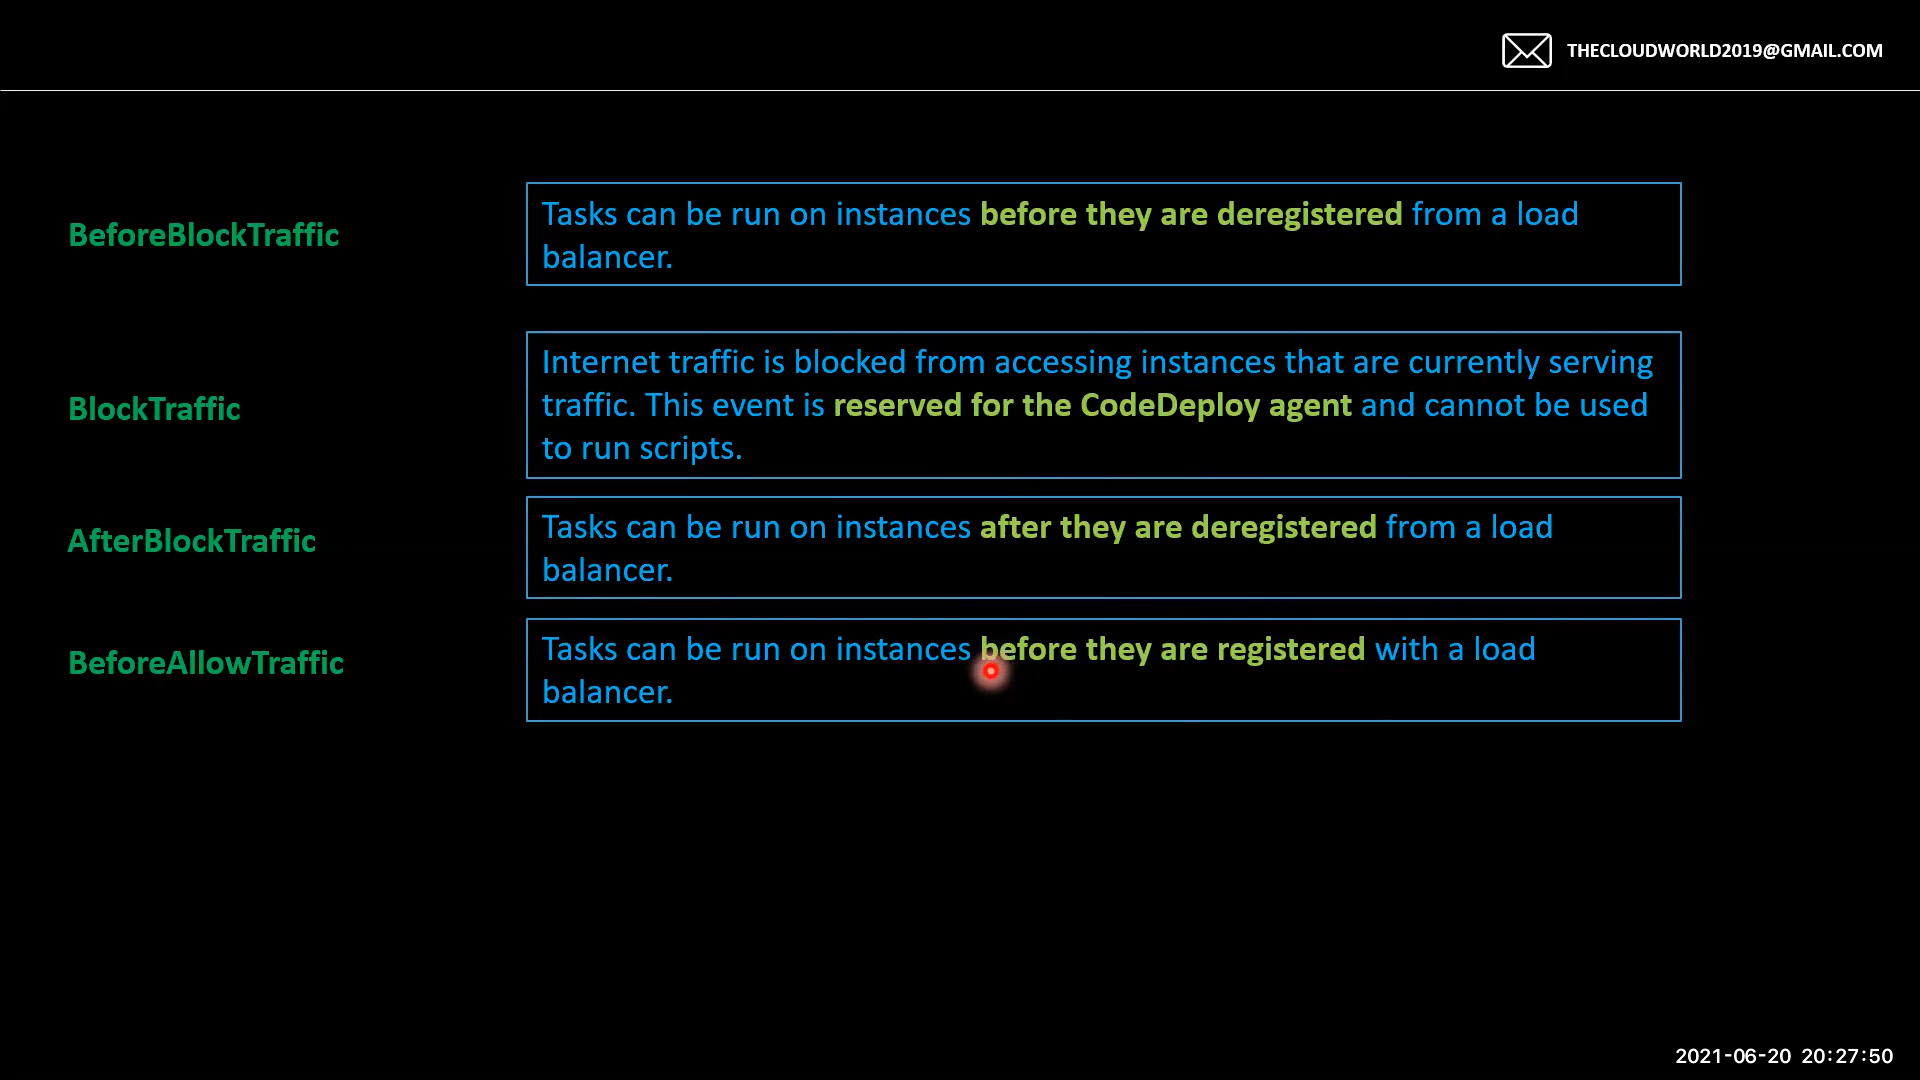 THECLOUDWORLD2019@GMAIL.COM
BeforeBlockTraffic
Tasks can be run on instances before they are deregistered from a load
balancer.
BlockTraffic
Internet traffic is blocked from accessing instances that are currently serving
traffic. This event is reserved for the CodeDeploy agent and cannot be used
to run scripts.
AfterBlockTraffic
Tasks can be run on instances after they are deregistered from a load
balancer.
BeforeAllowTraffic
Tasks can be run on instances before they are registered with a load
balancer.
2021-06-20 20:27:50